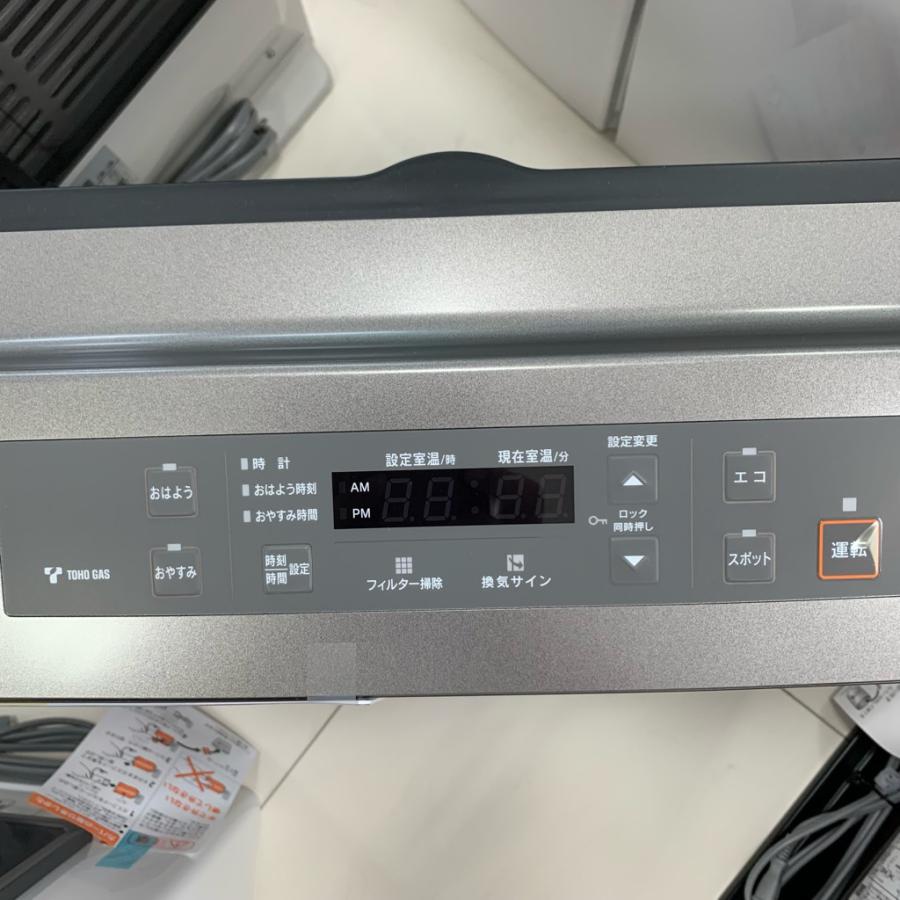 設定変更
時 計
設定室温/時
現在室温/分
おはよう
おはよう時刻
AM
おやすみ時間
PM
ロック
同時押し
エコ
TOHO GAS
おやすみ
時刻
時間
設定
フィルター掃除
換気サイン
スポット
運転